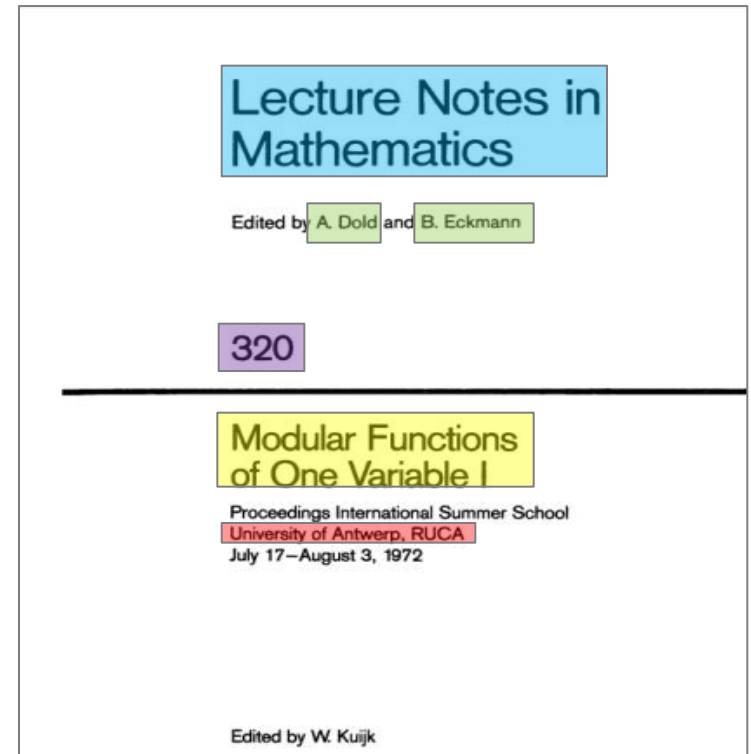 Lecture Notes in
Mathematics
Edited by A. Dold and B. Eckmann
320
Modular Functions
of One Variable I
Proceedings International Summer School
University of Antwerp, RUCA
July 17–August 3, 1972
Edited by W. Kuijk